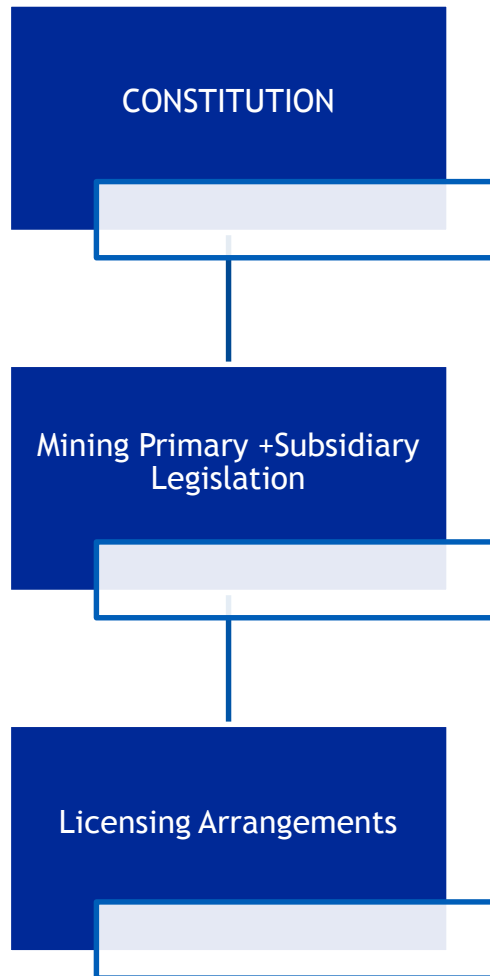 CONSTITUTION
Mining Primary +Subsidiary
Legislation
Licensing Arrangements